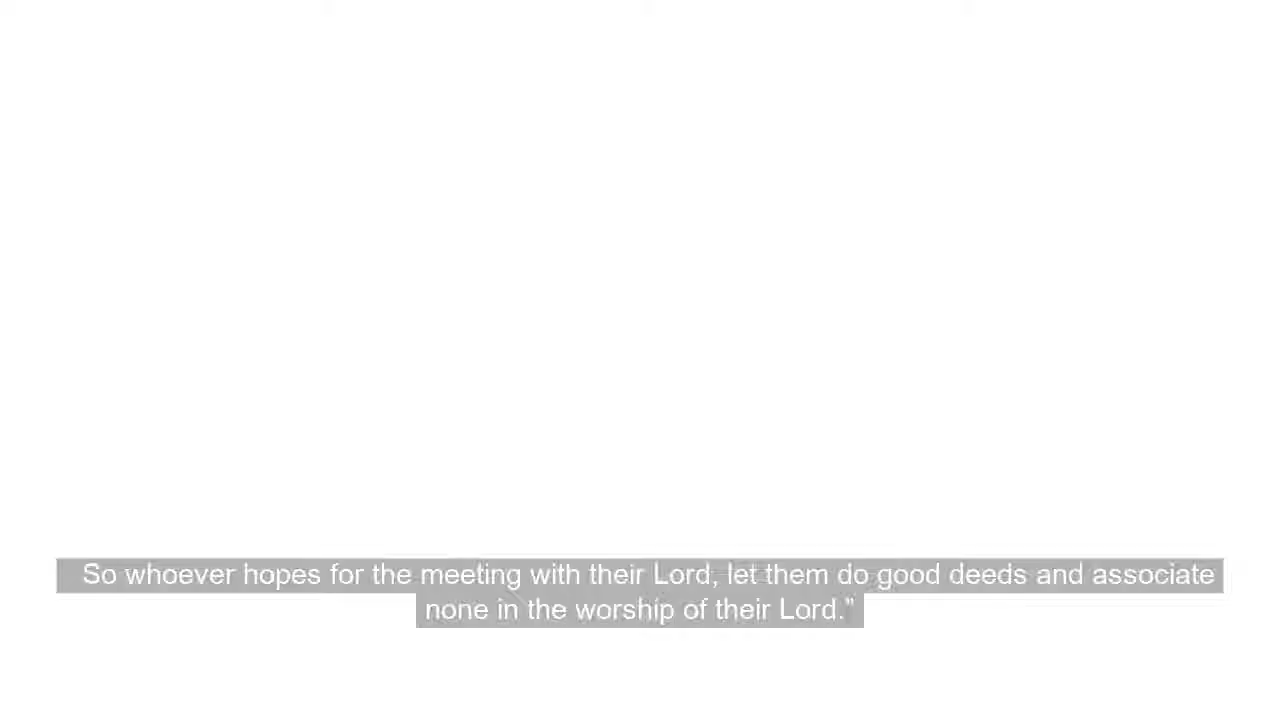 So whoever hopes for the meeting with their Lord, let them do good deeds and associate
none in the worship of their Lord."